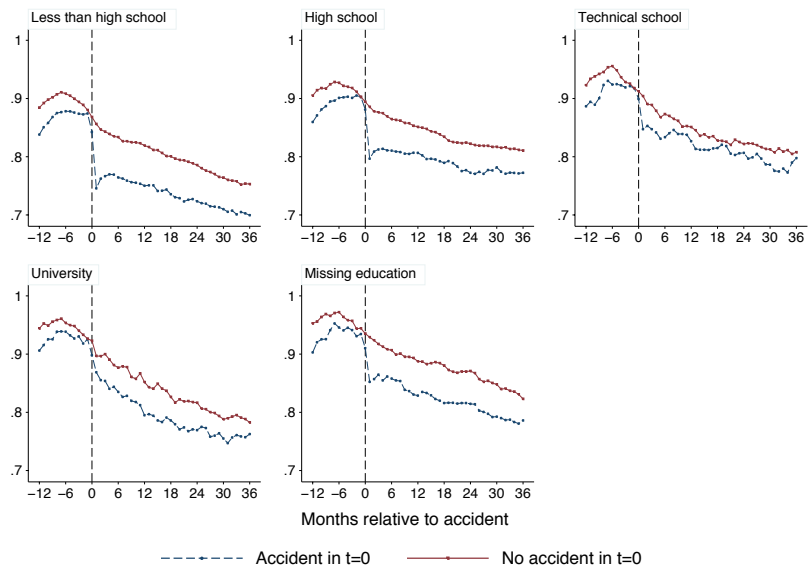 Less than high school
High school
Technical school
1
.9
.8
.7
−12 −6 0 6 12 18 24 30 36
1
.9
.8
.7
−12 −6 0 6 12 18 24 30 36
1
.9
.8
.7
−12 −6 0 6 12 18 24 30 36
University
Missing education
1
.9
.8
.7
−12 −6 0 6 12 18 24 30 36
1
.9
.8
.7
−12 −6 0 6 12 18 24 30 36
Months relative to accident
Accident in t=0
No accident in t=0